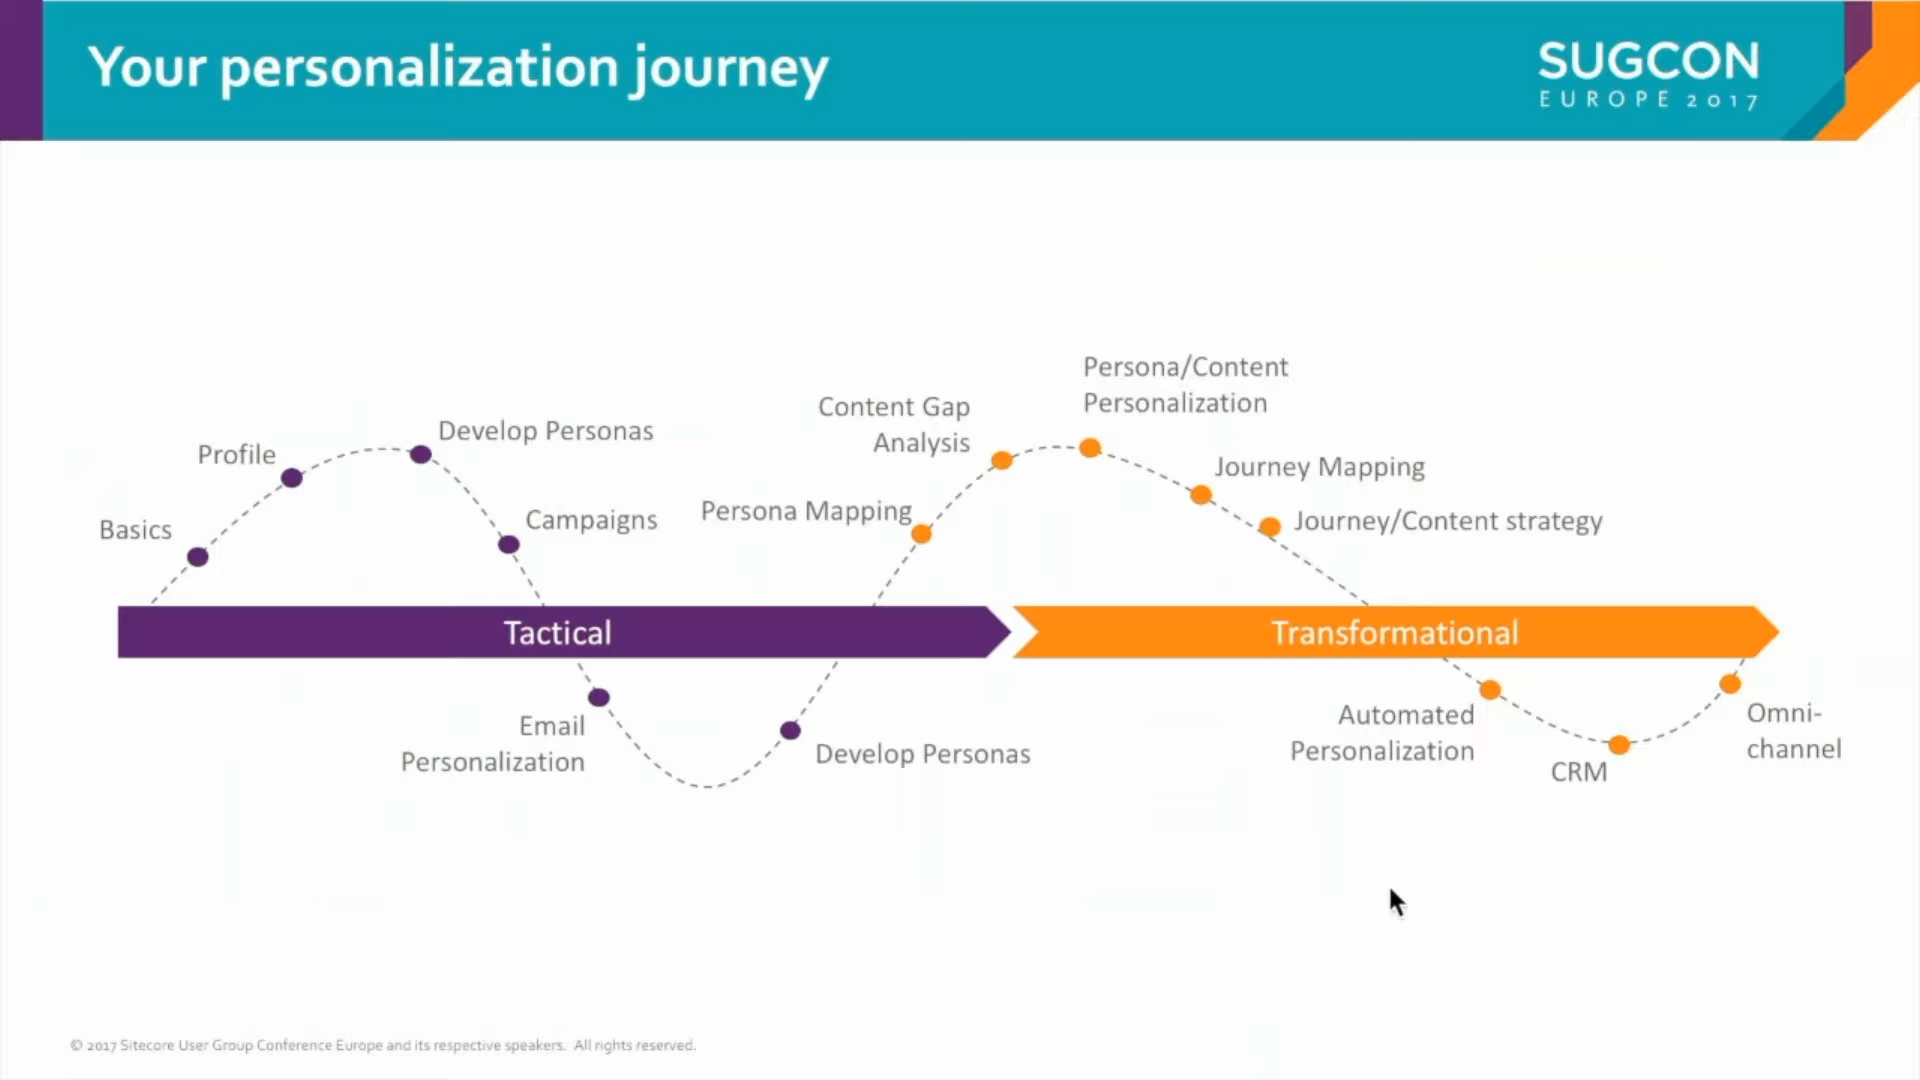 Your personalization journey
SUGCON
EUROPE 2017
Persona/Content
Personalization
Content Gap
Analysis
Develop Personas
Profile
Journey Mapping
Persona Mapping
Campaigns
Journey/Content strategy
Basics
Tactical
Transformational
Email
Personalization
Develop Personas
Automated
Personalization
CRM
Omni-
channel
© 2017 Sitecore User Group Conference Europe and its respective speakers. All rights reserved.